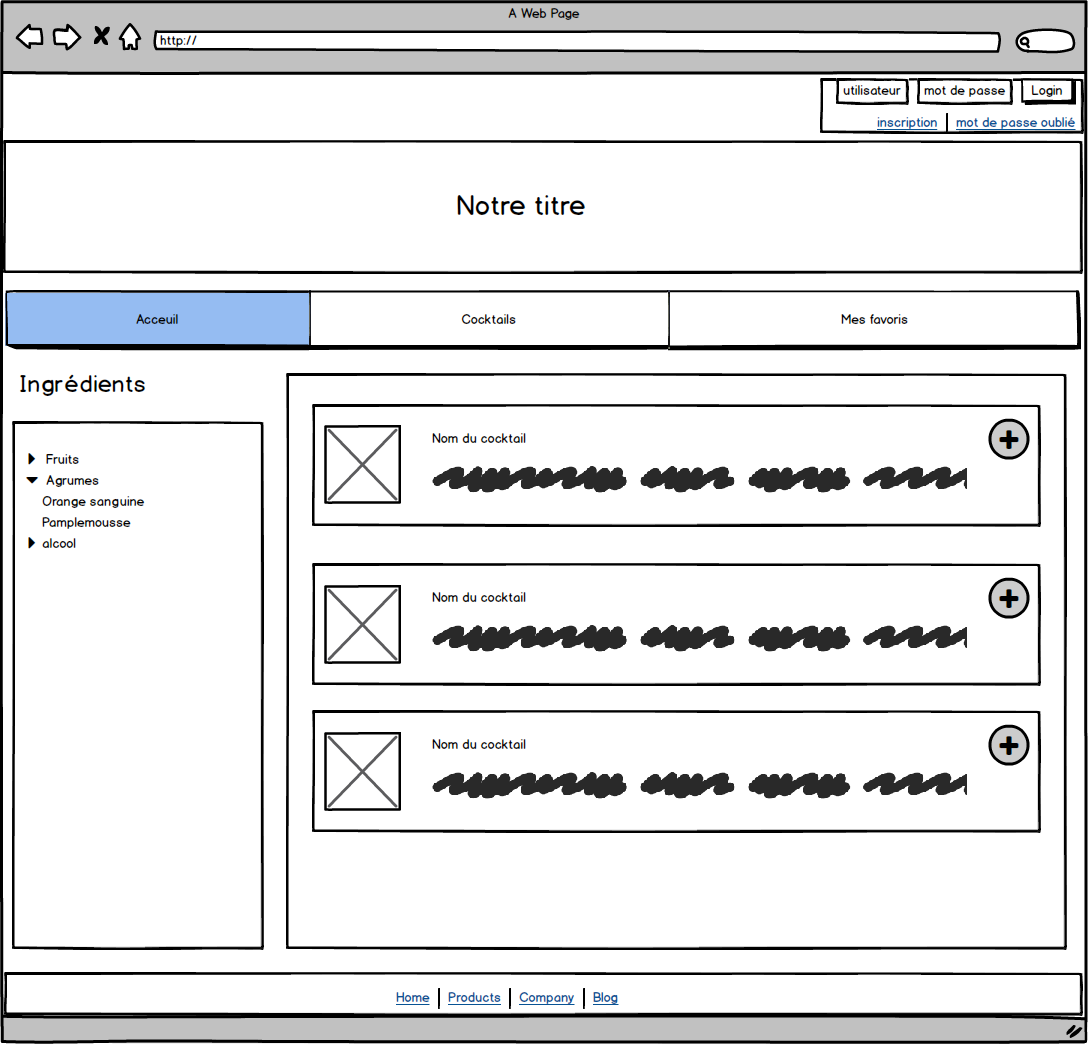 A Web Page
http://
utilisateur mot de passe Login
inscription mot de passe oublié
Notre titre
Acceuil Cocktails Mes favoris
Ingrédients
Fruits
Agrumes
Orange sanguine
Pamplemousse
alcool
Nom du cocktail
Nom du cocktail
Nom du cocktail
Home Products Company Blog